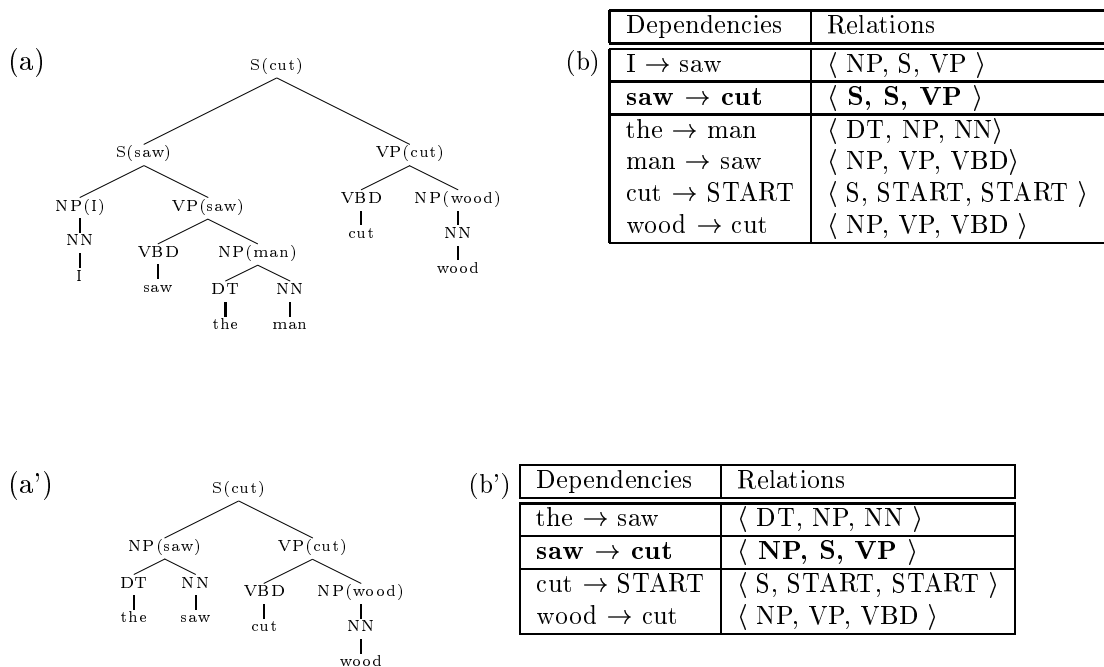 (a)
S(cut)
S(saw) VP(cut)
NP(I) VP(saw) VBD NP(wood)
NN VBD NP(man) cut NN
I saw DT NN wood
the man
(b)
Dependencies Relations
I → saw ⟨ NP, S, VP ⟩
saw → cut ⟨ S, S, VP ⟩
the → man ⟨ DT, NP, NN⟩
man → saw ⟨ NP, VP, VBD⟩
cut → START ⟨ S, START, START ⟩
wood → cut ⟨ NP, VP, VBD ⟩
(a')
S(cut)
NP(saw) VP(cut)
DT NN VBD NP(wood)
the saw cut NN
wood
(b')
Dependencies Relations
the → saw ⟨ DT, NP, NN ⟩
saw → cut ⟨ NP, S, VP ⟩
cut → START ⟨ S, START, START ⟩
wood → cut ⟨ NP, VP, VBD ⟩